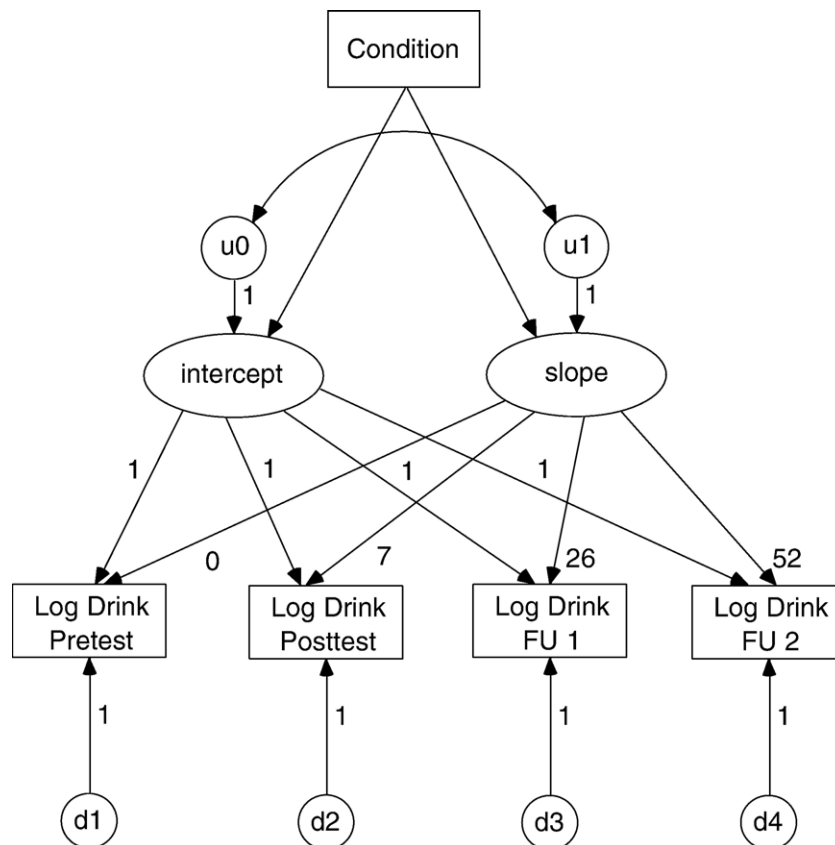 Condition
u0
u1
1
1
intercept
slope
1
1
1
1
0
7
26
52
Log Drink
Pretest
Log Drink
Posttest
Log Drink
FU 1
Log Drink
FU 2
1
1
1
1
d1
d2
d3
d4